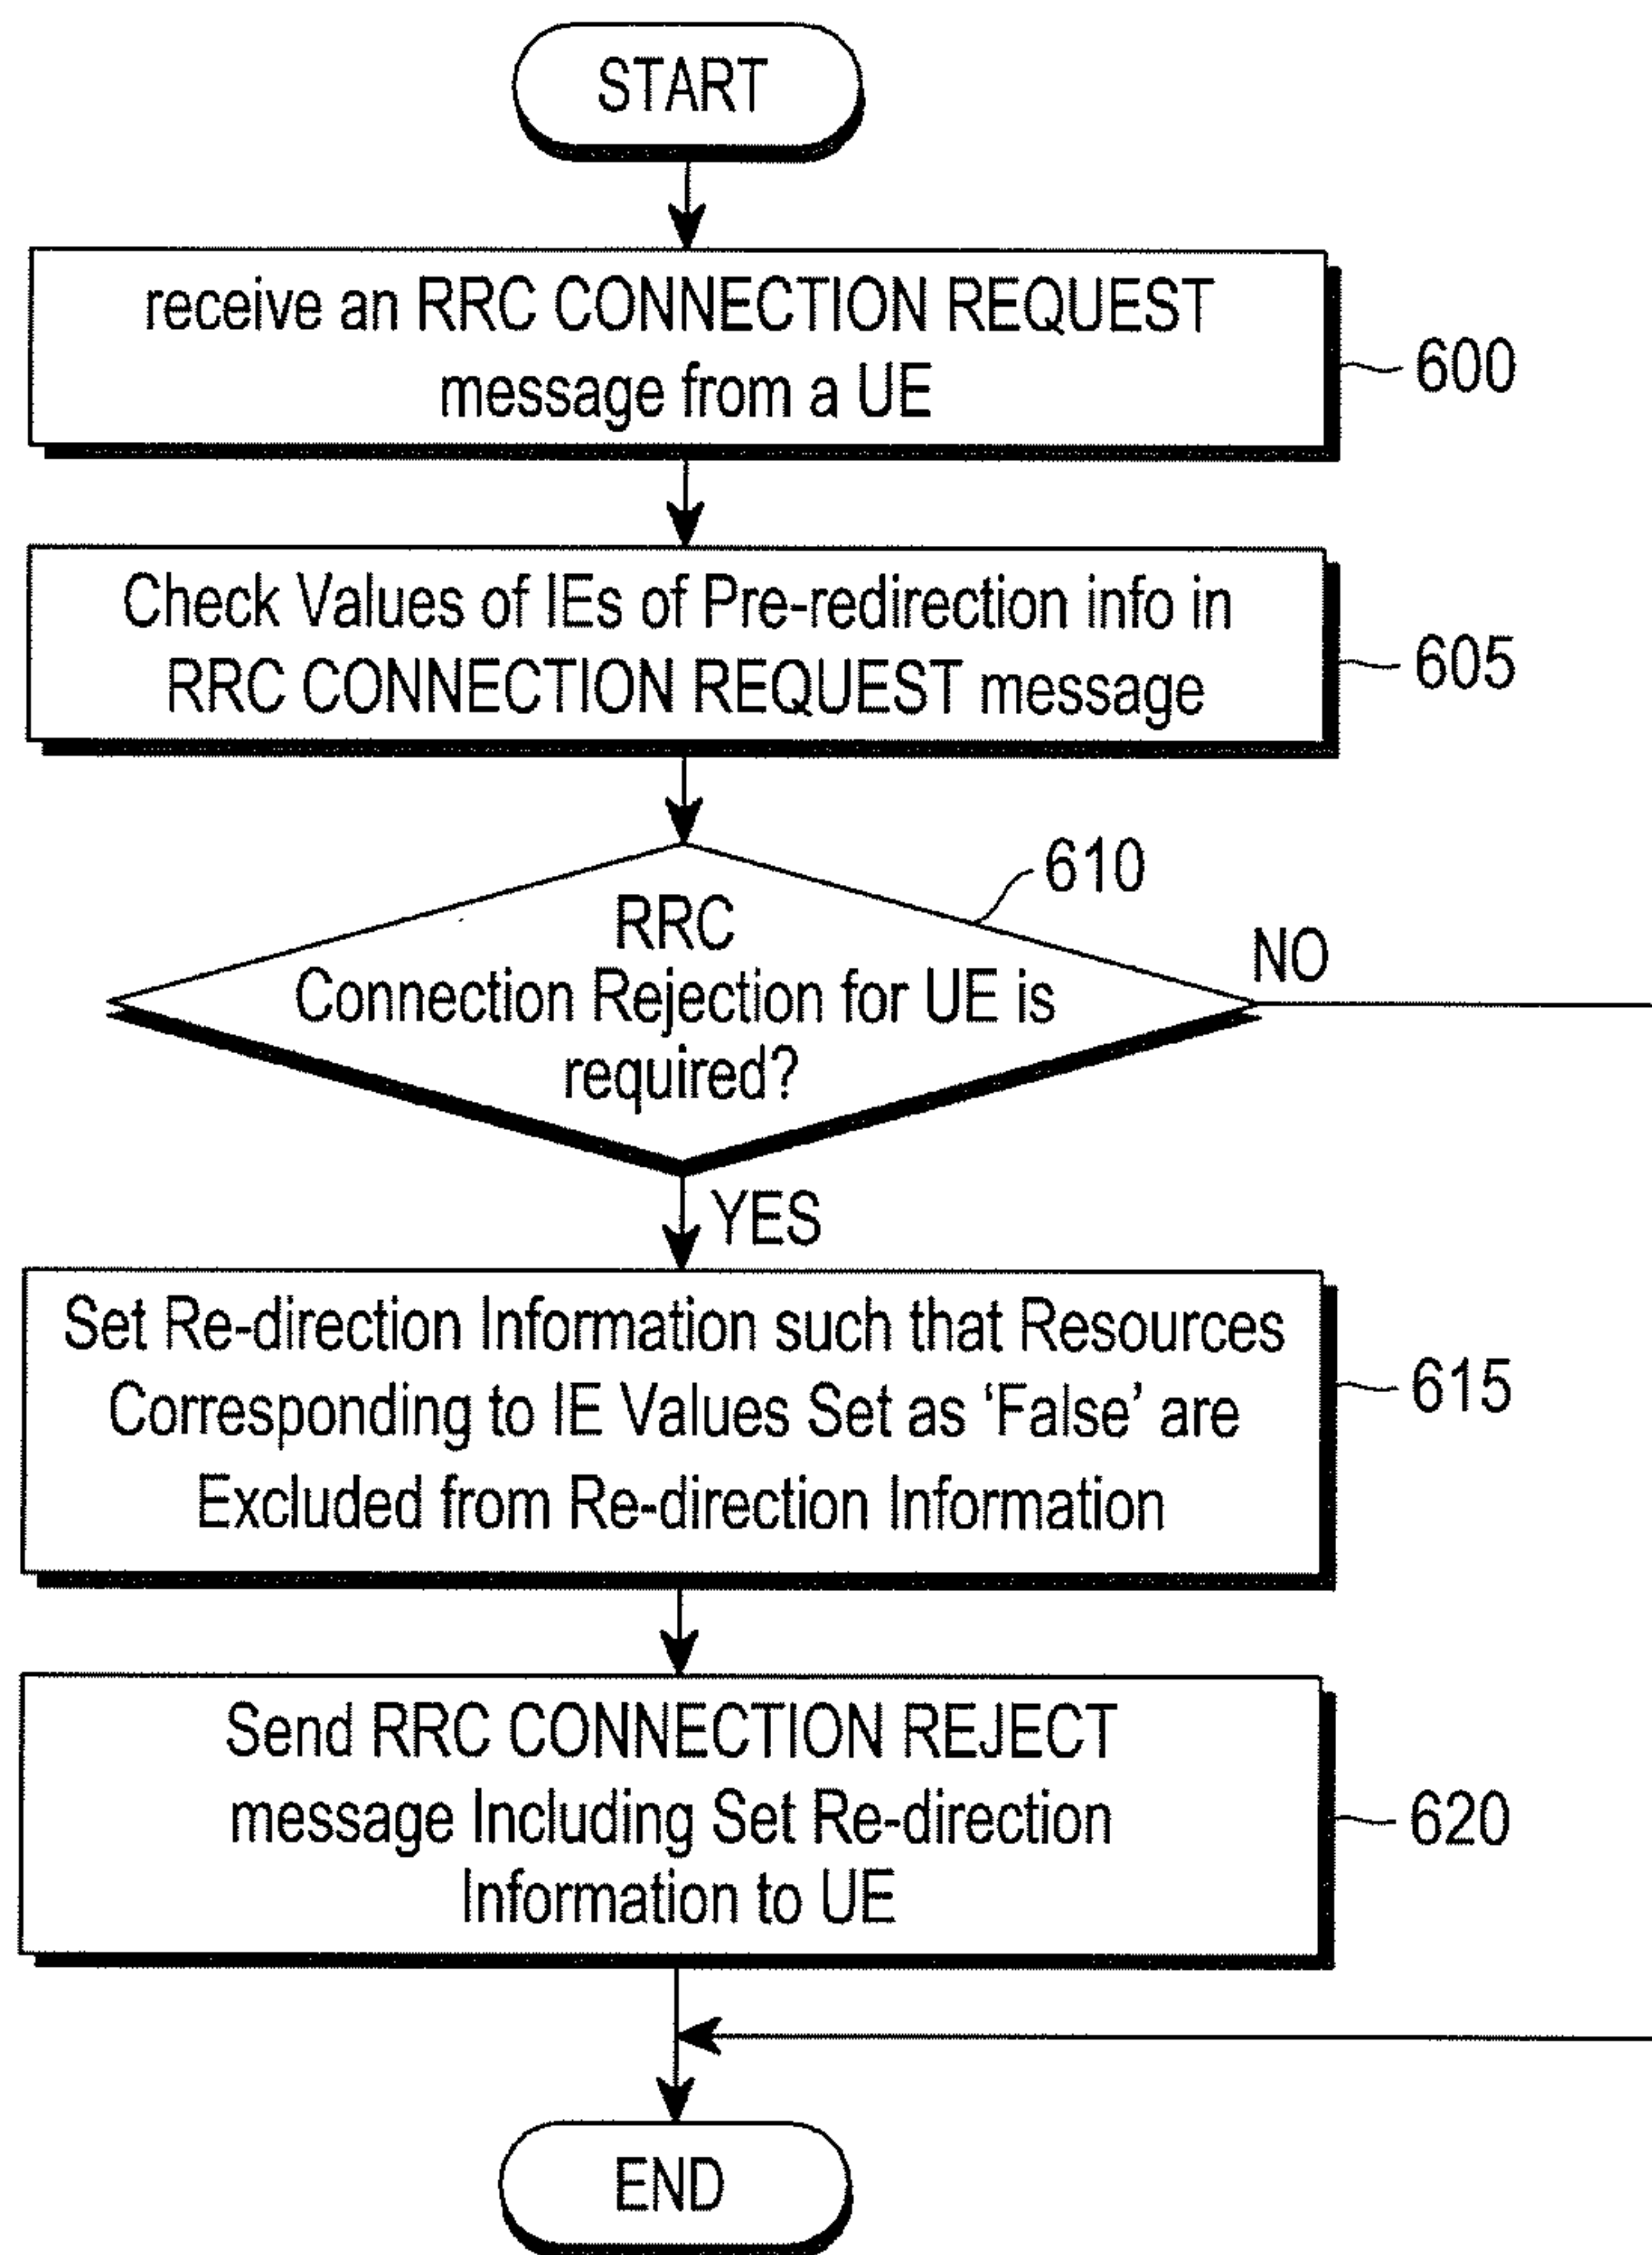 START
receive an RRC CONNECTION REQUEST
message from a UE
600
Check Values of IEs of Pre-redirection info in
RRC CONNECTION REQUEST message
605
610
RRC
Connection Rejection for UE is
required?
NO
YES
Set Re-direction Information such that Resources
Corresponding to IE Values Set as ‘False’ are
Excluded from Re-direction Information
615
Send RRC CONNECTION REJECT
message Including Set Re-direction
Information to UE
620
END